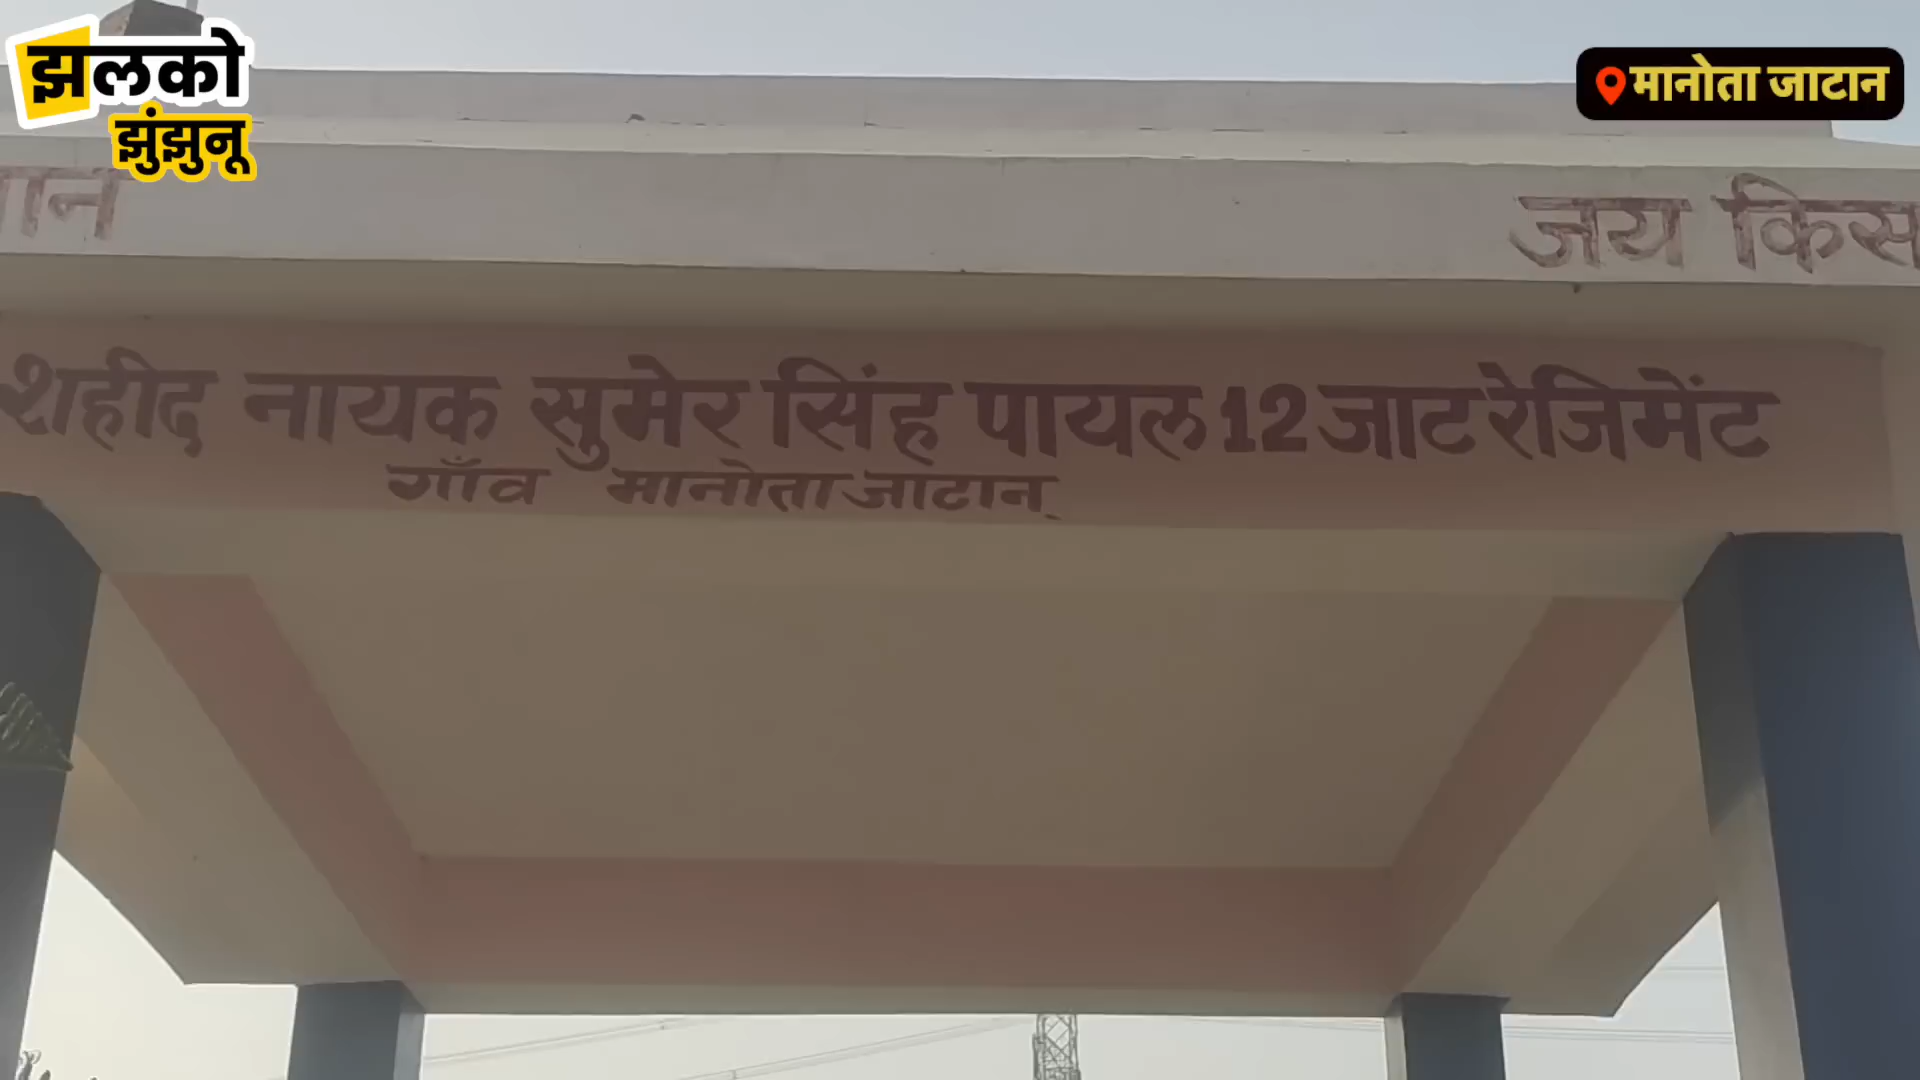 झलको
झुंझुनू
मानोता जाटान
जय
शहीद नायक सुमेर सिंह पायल 12 जाट रेजिमेंट
गाँव मानोता जाटान्